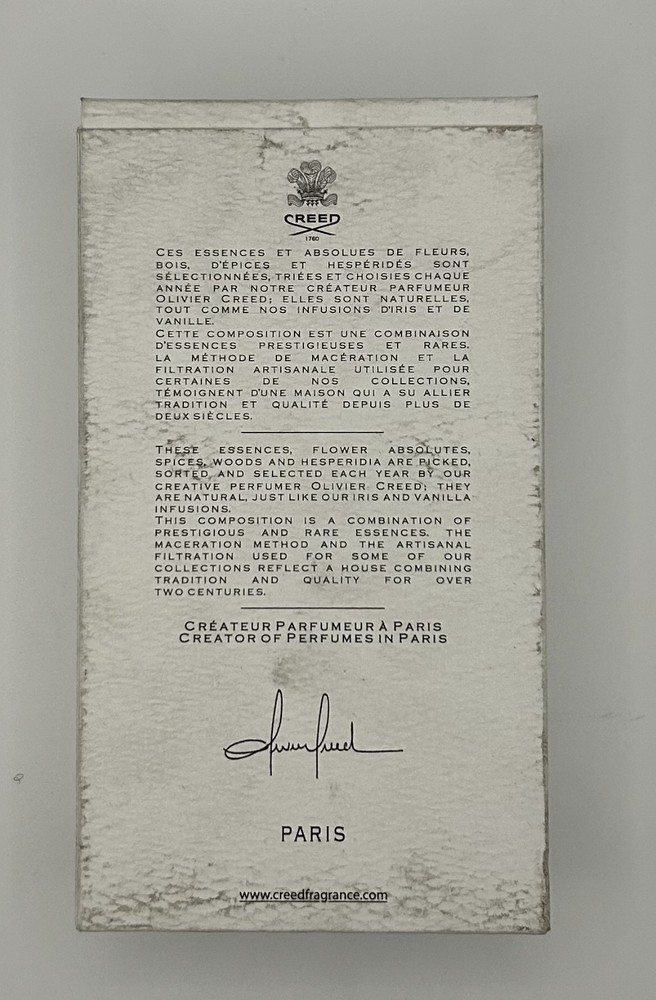 CREED
1760
CES ESSENCES ET ABSOLUES DE FLEURS,
BOIS, D'ÉPICES ET HESPÉRIDÉS SONT
SÉLECTIONNÉES, TRIÉES ET CHOISIES CHAQUE
ANNÉE PAR NOTRE CRÉATEUR PARFUMEUR
OLIVIER CREED; ELLES SONT NATURELLES,
TOUT COMME NOS INFUSIONS D'IRIS ET DE
VANILLE.
CETTE COMPOSITION EST UNE COMBINAISON
D'ESSENCES PRESTIGIEUSES ET RARES.
LA MÉTHODE DE MACÉRATION ET LA
FILTRATION ARTISANALE UTILISÉE POUR
CERTAINES DE NOS COLLECTIONS,
TÉMOIGNENT D'UNE MAISON QUI A SU ALLIER
TRADITION ET QUALITÉ DEPUIS PLUS DE
DEUX SIÈCLES.
THESE ESSENCES, FLOWER ABSOLUTES,
SPICES, WOODS AND HESPERIDIA ARE PICKED,
SORTED AND SELECTED EACH YEAR BY OUR
CREATIVE PERFUMER OLIVIER CREED; THEY
ARE NATURAL, JUST LIKE OUR IRIS AND VANILLA
INFUSIONS.
THIS COMPOSITION IS A COMBINATION OF
PRESTIGIOUS AND RARE ESSENCES. THE
MACERATION METHOD AND THE ARTISANAL
FILTRATION USED FOR SOME OF OUR
COLLECTIONS REFLECT A HOUSE COMBINING
TRADITION AND QUALITY FOR OVER
TWO CENTURIES.
CRÉATEUR PARFUMEUR À PARIS
CREATOR OF PERFUMES IN PARIS
Olivier Creed
PARIS
www.creedfragrance.com